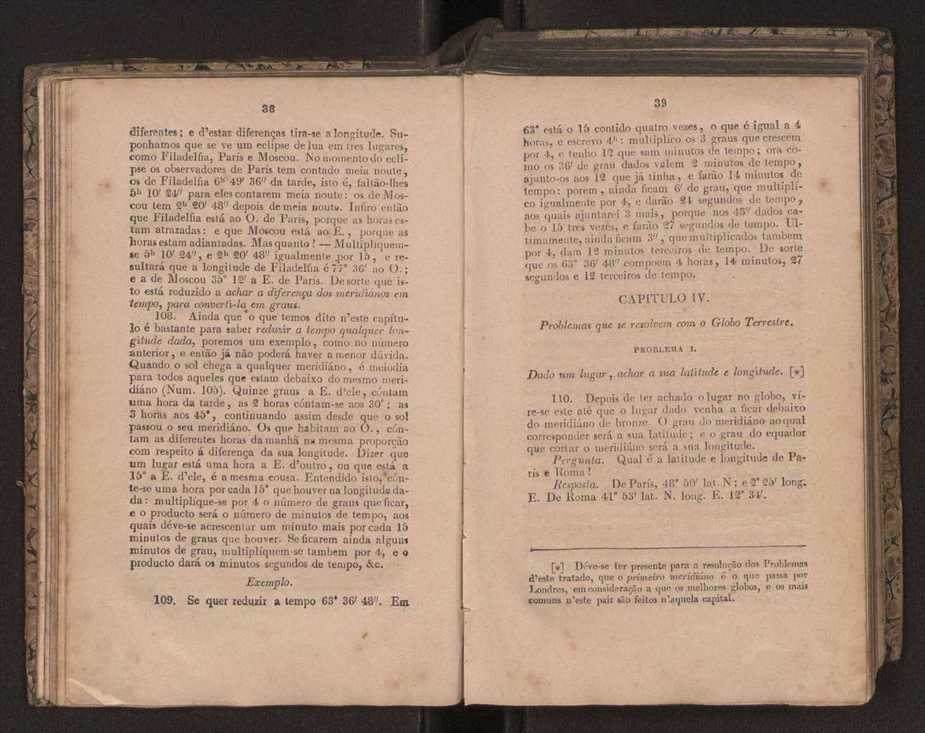 38
diferentes; e d'estas diferenças tira-se a longitude. Su-
ponhamos que se ve um eclipse de lua em tres lugares,
como Filadelfia, París e Moscou. No momento do ecli-
pse os observadores de Paris tem contado meia noute,
os de Filadelfia 6ʰ 49′ 36″ da tarde, isto é, faltão-lhes
5ʰ 10′ 24″ para eles contarem meia noute: os de Mos-
cou tem 2ʰ 20′ 48″ depois de meia noute. Infiro então
que Filadelfia está ao O. de París, porque as horas es-
tam atrazadas: e que Moscou está ao E., porque as
horas estam adiantadas. Mas quanto! — Multipliquem-
se 5ʰ 10′ 24″, e 2ʰ 20′ 48″ igualmente por 15, e re-
sultará que a longitude de Filadelfia é 77° 36′ ao O.;
e a de Moscou 35° 12′ a E. de Paris. De sorte que is-
to está reduzido a achar a diferença dos meridiános em
tempo, para convertí-la em graus.
108. Ainda que o que temos dito n'este capítu-
lo é bastante para saber reduzir a tempo qualquer lon-
gitude dada, poremos um exemplo, como no número
anterior, e então já não poderá haver a menor dúvida.
Quando o sol chega a qualquer meridiáno, é meiodia
para todos aqueles que estam debaixo do mesmo meri-
diáno (Num. 105). Quinze graus a E. d'ele, cóntam
uma hora da tarde, as 2 horas cóntam-se aos 30°; as
3 horas aos 45°, continuando assim desde que o sol
passou o seu meridiáno. Os que habitam ao O., cón-
tam as diferentes horas da manhã na mesma proporção
com respeito á diferença da sua longitude. Dizer que
um lugar está uma hora a E. d'outro, ou que está a
15° a E. d'ele, é a mesma cousa. Entendido isto, cón-
te-se uma hora por cada 15° que houver na longitude da-
da: multiplique-se por 4 o número de graus que ficar,
e o producto será o número de minutos de tempo, aos
quais déve-se acrescentar um minuto mais por cada 15
minutos de graus que houver. Se ficarem ainda alguns
minutos de grau, multiplíquem-se tambem por 4, e o
producto dará os minutos segundos de tempo, &c.
Exemplo.
109. Se quer reduzir a tempo 63° 36′ 48″. Em
39
63° está o 15 contido quatro vezes, o que é igual a 4
horas, e escrevo 4ʰ: multiplíco os 3 graus que crescem
por 4, e tenho 12 que sam minutos de tempo; ora co-
mo os 36′ de grau dados valem 2 minutos de tempo,
ajunto-os aos 12 que já tinha, e farão 14 minutos de
tempo: porem, ainda ficam 6′ de grau, que multiplí-
co igualmente por 4, e darão 24 segundos de tempo,
aos quais ajuntarei 3 mais, porque nos 48″ dados ca-
be o 15 tres vezes, e farão 27 segundos de tempo. Ul-
timamente, ainda ficam 3″, que multiplicados tambem
por 4, dam 12 minutos terceiros de tempo. De sorte
que os 63° 36′ 48″ compoem 4 horas, 14 minutos, 27
segundos e 12 terceiros de tempo.
CAPITULO IV.
Problemas que se resolvem com o Globo Terrestre.
PROBLEMA I.
Dado um lugar, achar a sua latitude e longitude. [*]
110. Depois de ter achado o lugar no globo, ví-
re-se este até que o lugar dado venha a ficar debaixo
do meridiáno de bronze. O grau do meridiáno ao qual
corresponder será a sua latitude; e o grau do equador
que cortar o meridiáno será a sua longitude.
Pergunta. Qual é a latitude e longitude de Pa-
rís e Roma?
Resposta. De París, 48° 50′ lat. N; e 2° 25′ long.
E. De Roma 41° 53′ lat. N. long. E. 12° 34′.
[*] Déve-se ter presente para a resolução dos Problemas
d'este tratado, que o primeiro meridiáno é o que passa por
Londres, em consideração a que os melhores globos, e os mais
comuns n'este país são feitos n'aquela capital.